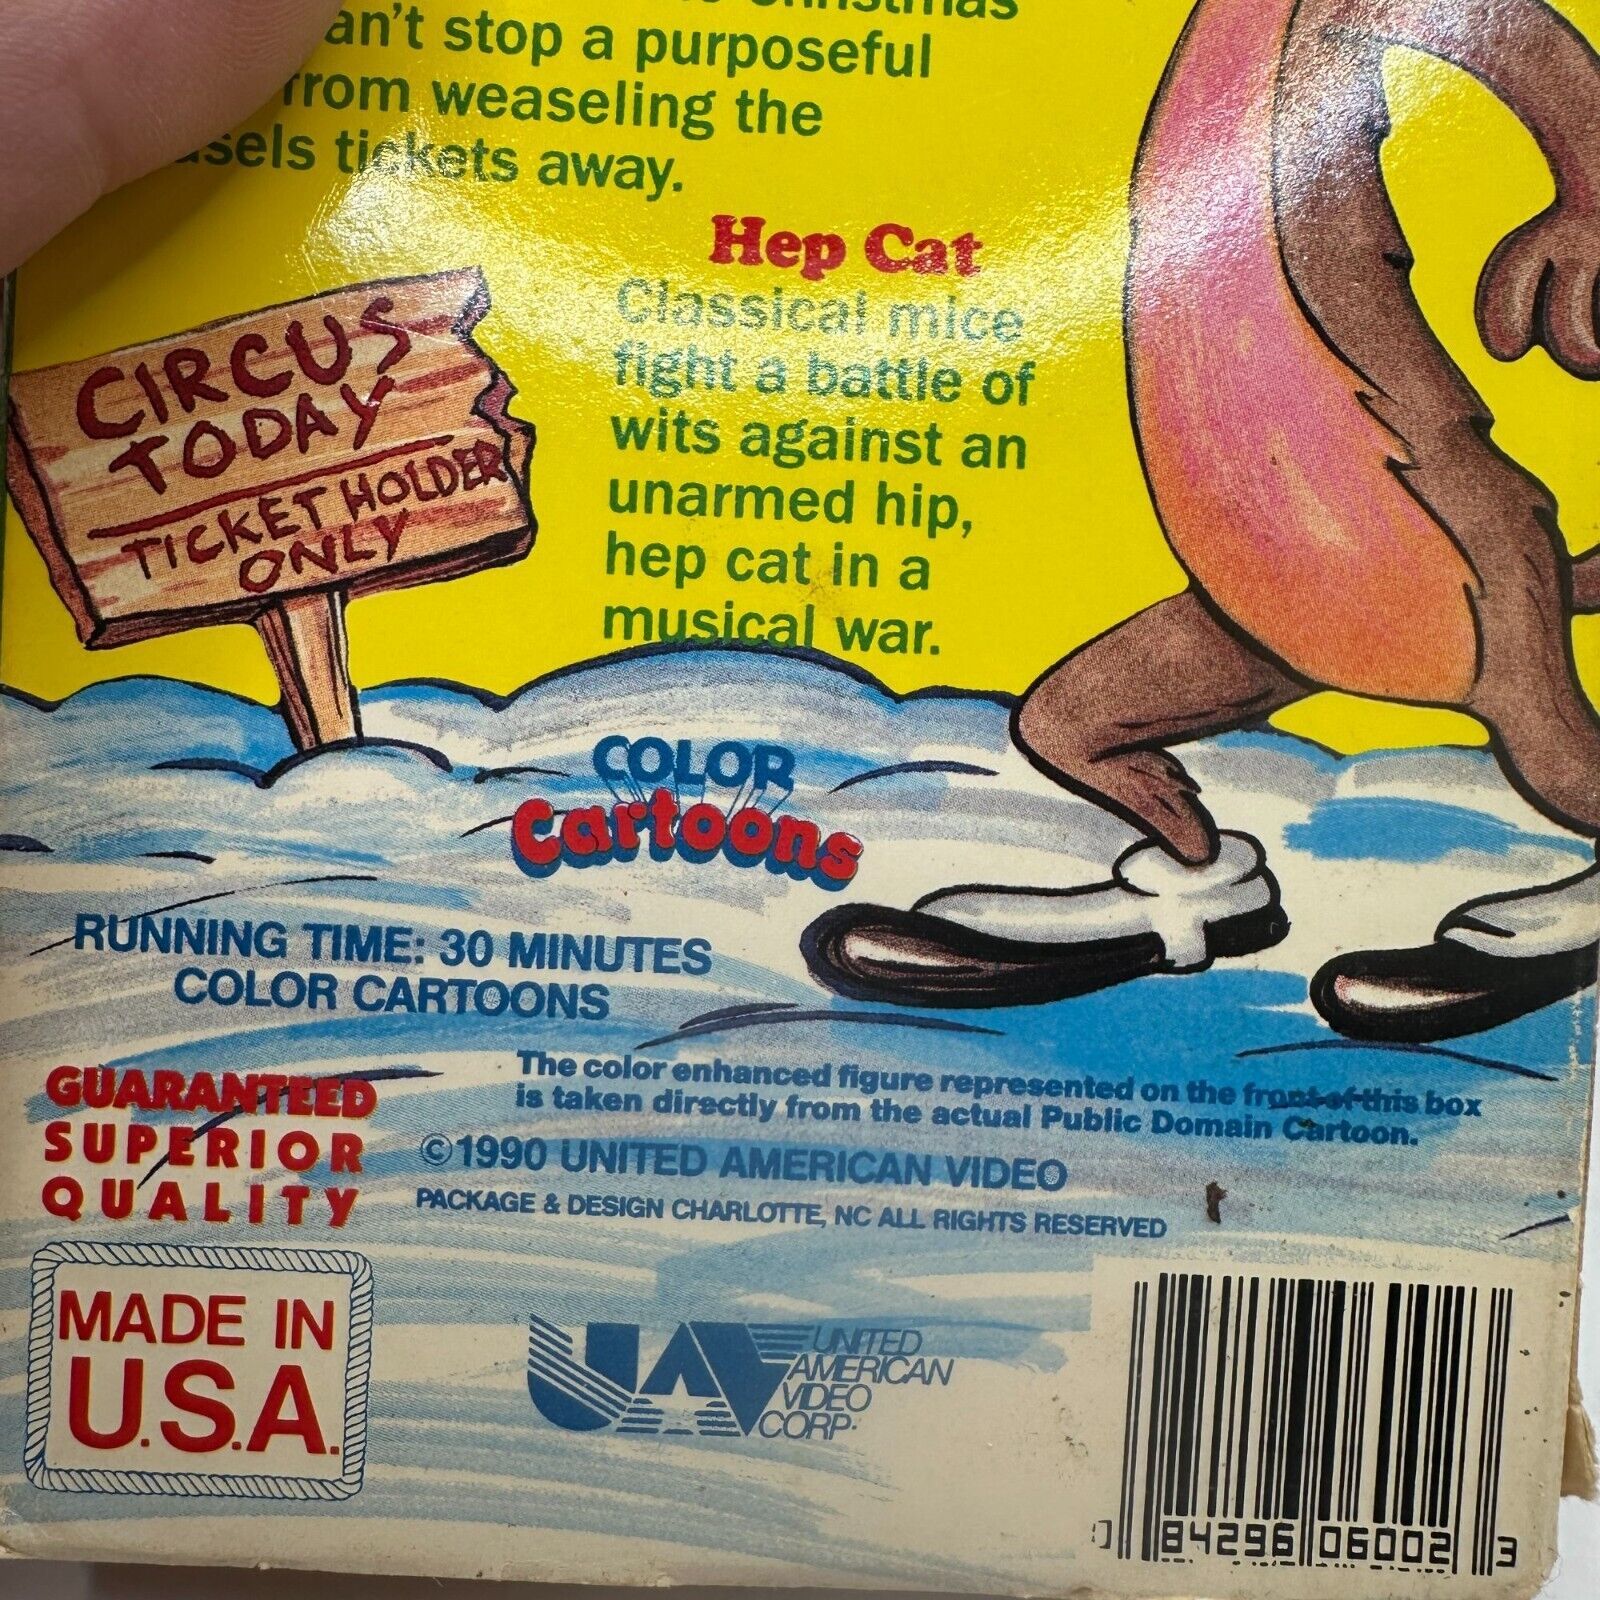 an't stop a purposeful
from weaseling the
tickets away.
Hep Cat
Classical mice
fight a battle of
wits against an
unarmed hip,
hep cat in a
musical war.
CIRCUS
TODAY
TICKET HOLDER
ONLY
COLOR
Cartoons
RUNNING TIME: 30 MINUTES
COLOR CARTOONS
GUARANTEED
SUPERIOR
QUALITY
The color enhanced figure represented on the front of this box
is taken directly from the actual Public Domain Cartoon.
©1990 UNITED AMERICAN VIDEO
PACKAGE & DESIGN CHARLOTTE, NC ALL RIGHTS RESERVED
MADE IN
U.S.A.
UAV UNITED
AMERICAN
VIDEO
CORP.
0 84296 06002 3